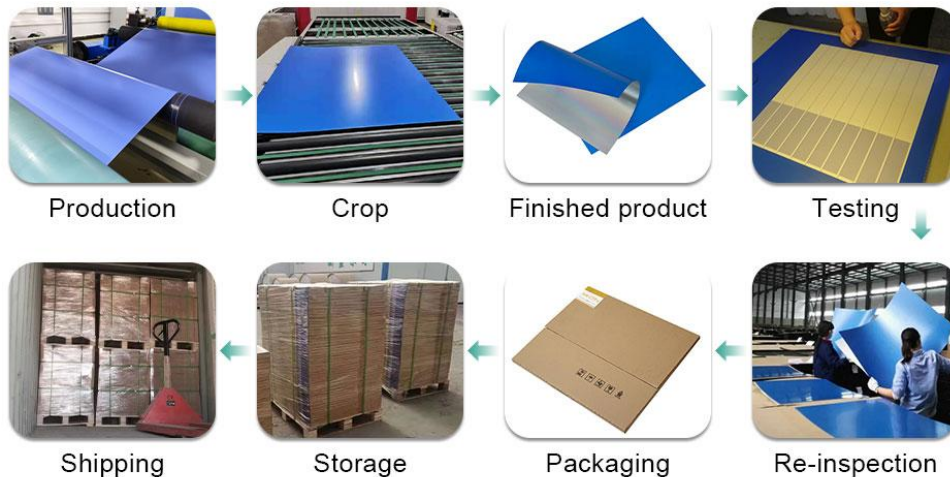 Production
Crop
Finished product
Testing
Re-inspection
Packaging
Storage
Shipping